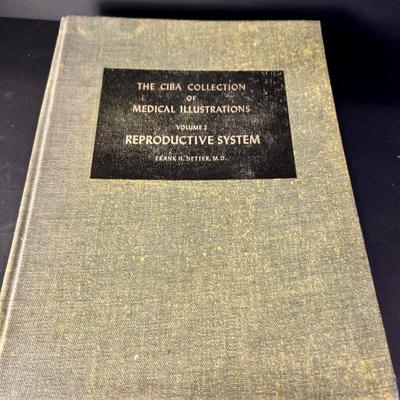 THE CIBA COLLECTION
OF
MEDICAL ILLUSTRATIONS
VOLUME 2
REPRODUCTIVE SYSTEM
FRANK H. NETTER, M.D.